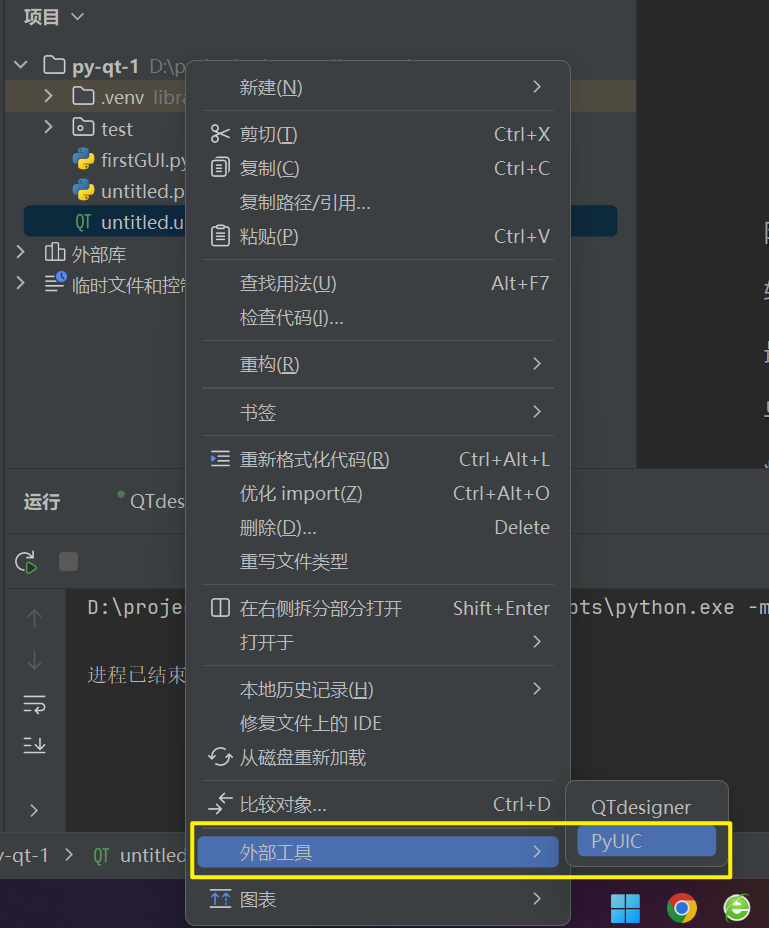 项目
py-qt-1 D:\p
.venv libra
test
firstGUI.py
untitled.p
untitled.u
外部库
临时文件和控制
新建(N)
剪切(T) Ctrl+X
复制(C) Ctrl+C
复制路径/引用...
粘贴(P) Ctrl+V
查找用法(U) Alt+F7
检查代码(I)...
重构(R)
书签
重新格式化代码(R) Ctrl+Alt+L
优化 import(Z) Ctrl+Alt+O
删除(D)... Delete
重写文件类型
在右侧拆分部分打开 Shift+Enter
打开于
本地历史记录(H)
修复文件上的 IDE
从磁盘重新加载
比较对象... Ctrl+D
外部工具
图表
QTdesigner
PyUIC
运行 QTdes
D:\proje pts\python.exe -m
进程已结束
y-qt-1 QT untitled